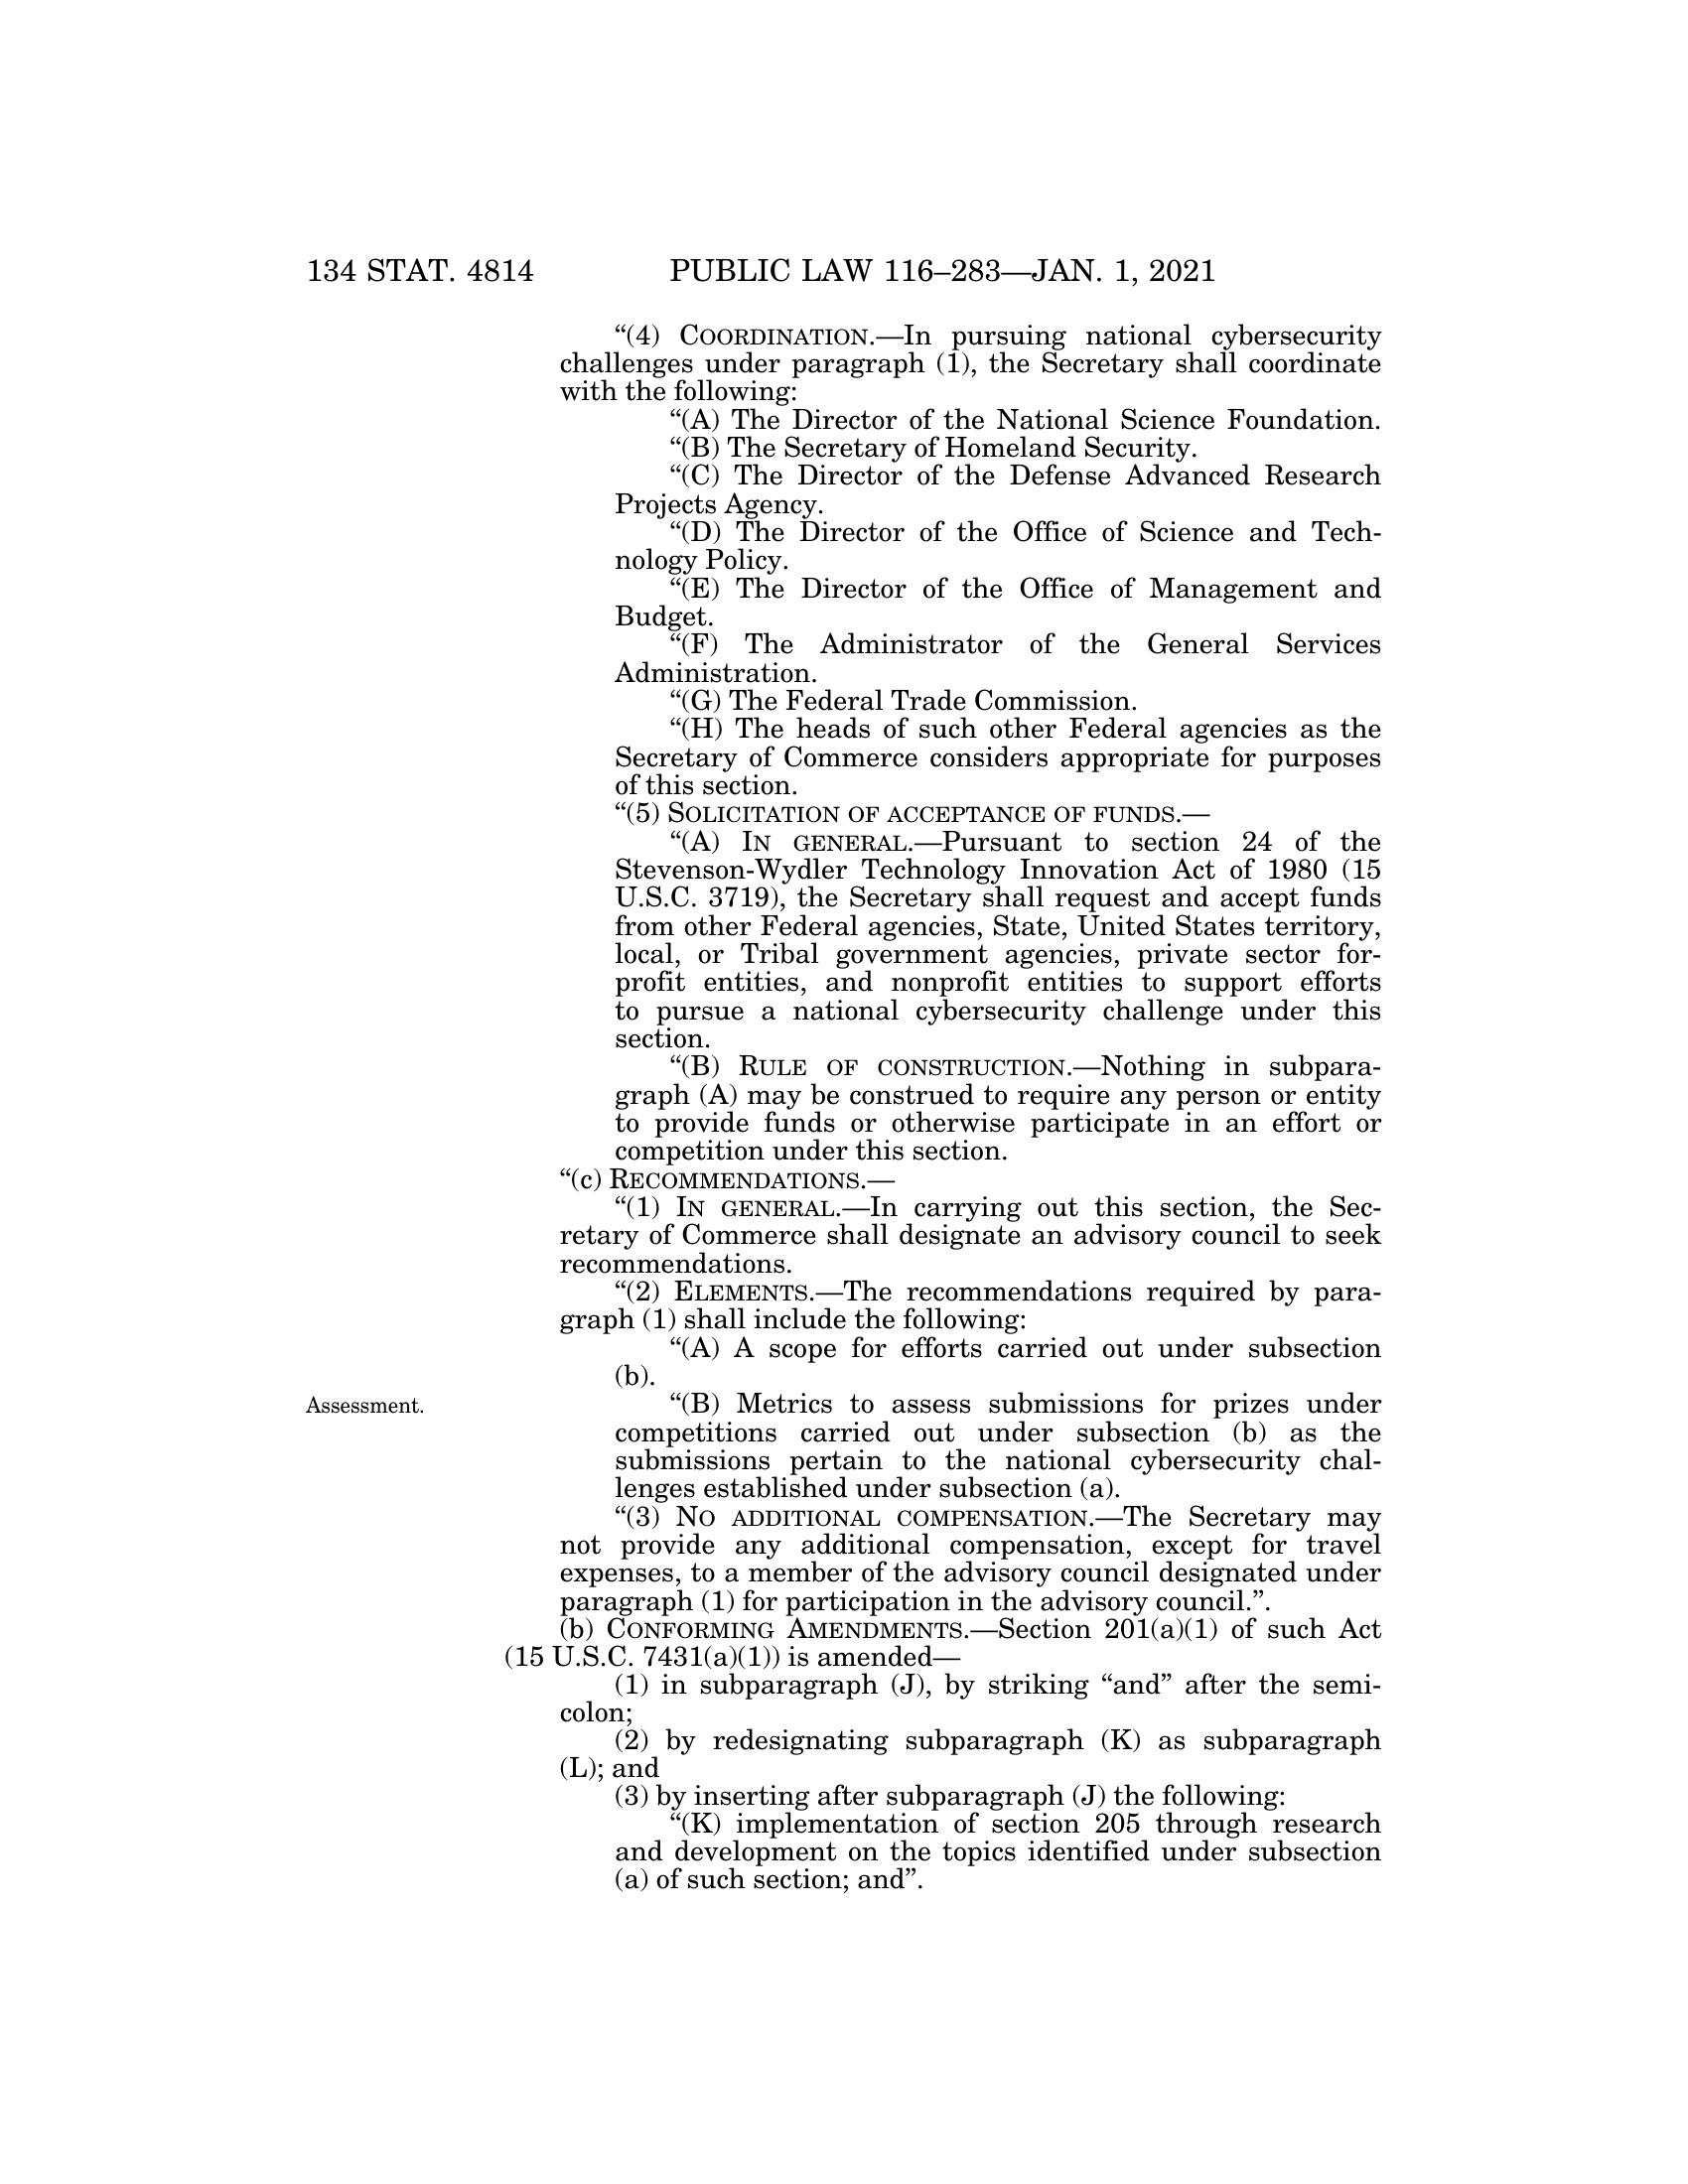 134 STAT. 4814 PUBLIC LAW 116–283—JAN. 1, 2021
“(4) COORDINATION.—In pursuing national cybersecurity
challenges under paragraph (1), the Secretary shall coordinate
with the following:
“(A) The Director of the National Science Foundation.
“(B) The Secretary of Homeland Security.
“(C) The Director of the Defense Advanced Research
Projects Agency.
“(D) The Director of the Office of Science and Tech-
nology Policy.
“(E) The Director of the Office of Management and
Budget.
“(F) The Administrator of the General Services
Administration.
“(G) The Federal Trade Commission.
“(H) The heads of such other Federal agencies as the
Secretary of Commerce considers appropriate for purposes
of this section.
“(5) SOLICITATION OF ACCEPTANCE OF FUNDS.—
“(A) IN GENERAL.—Pursuant to section 24 of the
Stevenson-Wydler Technology Innovation Act of 1980 (15
U.S.C. 3719), the Secretary shall request and accept funds
from other Federal agencies, State, United States territory,
local, or Tribal government agencies, private sector for-
profit entities, and nonprofit entities to support efforts
to pursue a national cybersecurity challenge under this
section.
“(B) RULE OF CONSTRUCTION.—Nothing in subpara-
graph (A) may be construed to require any person or entity
to provide funds or otherwise participate in an effort or
competition under this section.
“(c) RECOMMENDATIONS.—
“(1) IN GENERAL.—In carrying out this section, the Sec-
retary of Commerce shall designate an advisory council to seek
recommendations.
“(2) ELEMENTS.—The recommendations required by para-
graph (1) shall include the following:
“(A) A scope for efforts carried out under subsection
(b).
Assessment.
“(B) Metrics to assess submissions for prizes under
competitions carried out under subsection (b) as the
submissions pertain to the national cybersecurity chal-
lenges established under subsection (a).
“(3) NO ADDITIONAL COMPENSATION.—The Secretary may
not provide any additional compensation, except for travel
expenses, to a member of the advisory council designated under
paragraph (1) for participation in the advisory council.”.
(b) CONFORMING AMENDMENTS.—Section 201(a)(1) of such Act
(15 U.S.C. 7431(a)(1)) is amended—
(1) in subparagraph (J), by striking “and” after the semi-
colon;
(2) by redesignating subparagraph (K) as subparagraph
(L); and
(3) by inserting after subparagraph (J) the following:
“(K) implementation of section 205 through research
and development on the topics identified under subsection
(a) of such section; and”.